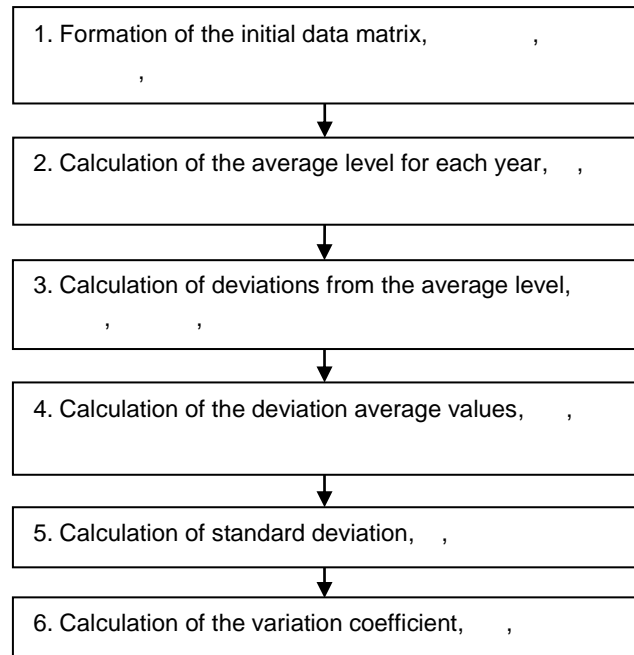 1. Formation of the initial data matrix, ,
,
2. Calculation of the average level for each year, ,
3. Calculation of deviations from the average level,
, ,
4. Calculation of the deviation average values, ,
5. Calculation of standard deviation, ,
6. Calculation of the variation coefficient, ,